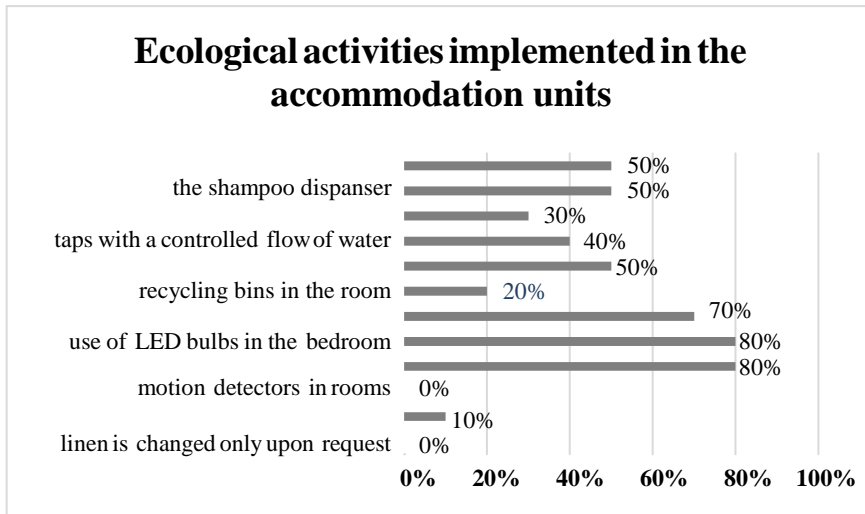 Ecological activities implemented in the
accommodation units
50%
the shampoo dispanser 50%
30%
taps with a controlled flow of water 40%
50%
recycling bins in the room 20%
70%
use of LED bulbs in the bedroom 80%
80%
motion detectors in rooms 0%
10%
linen is changed only upon request 0%
0% 20% 40% 60% 80% 100%